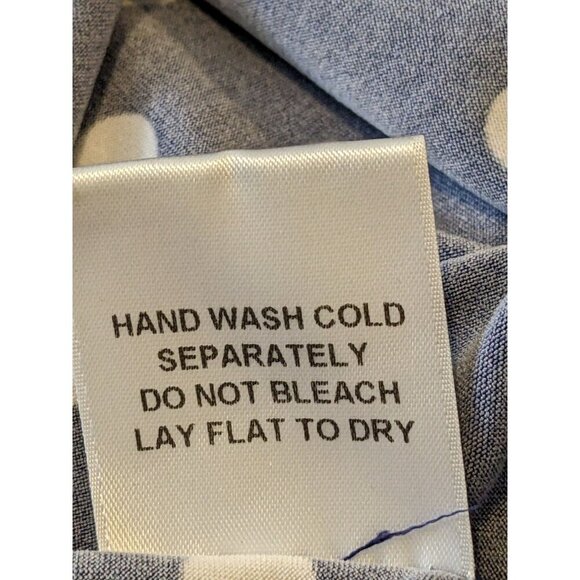 HAND WASH COLD
SEPARATELY
DO NOT BLEACH
LAY FLAT TO DRY